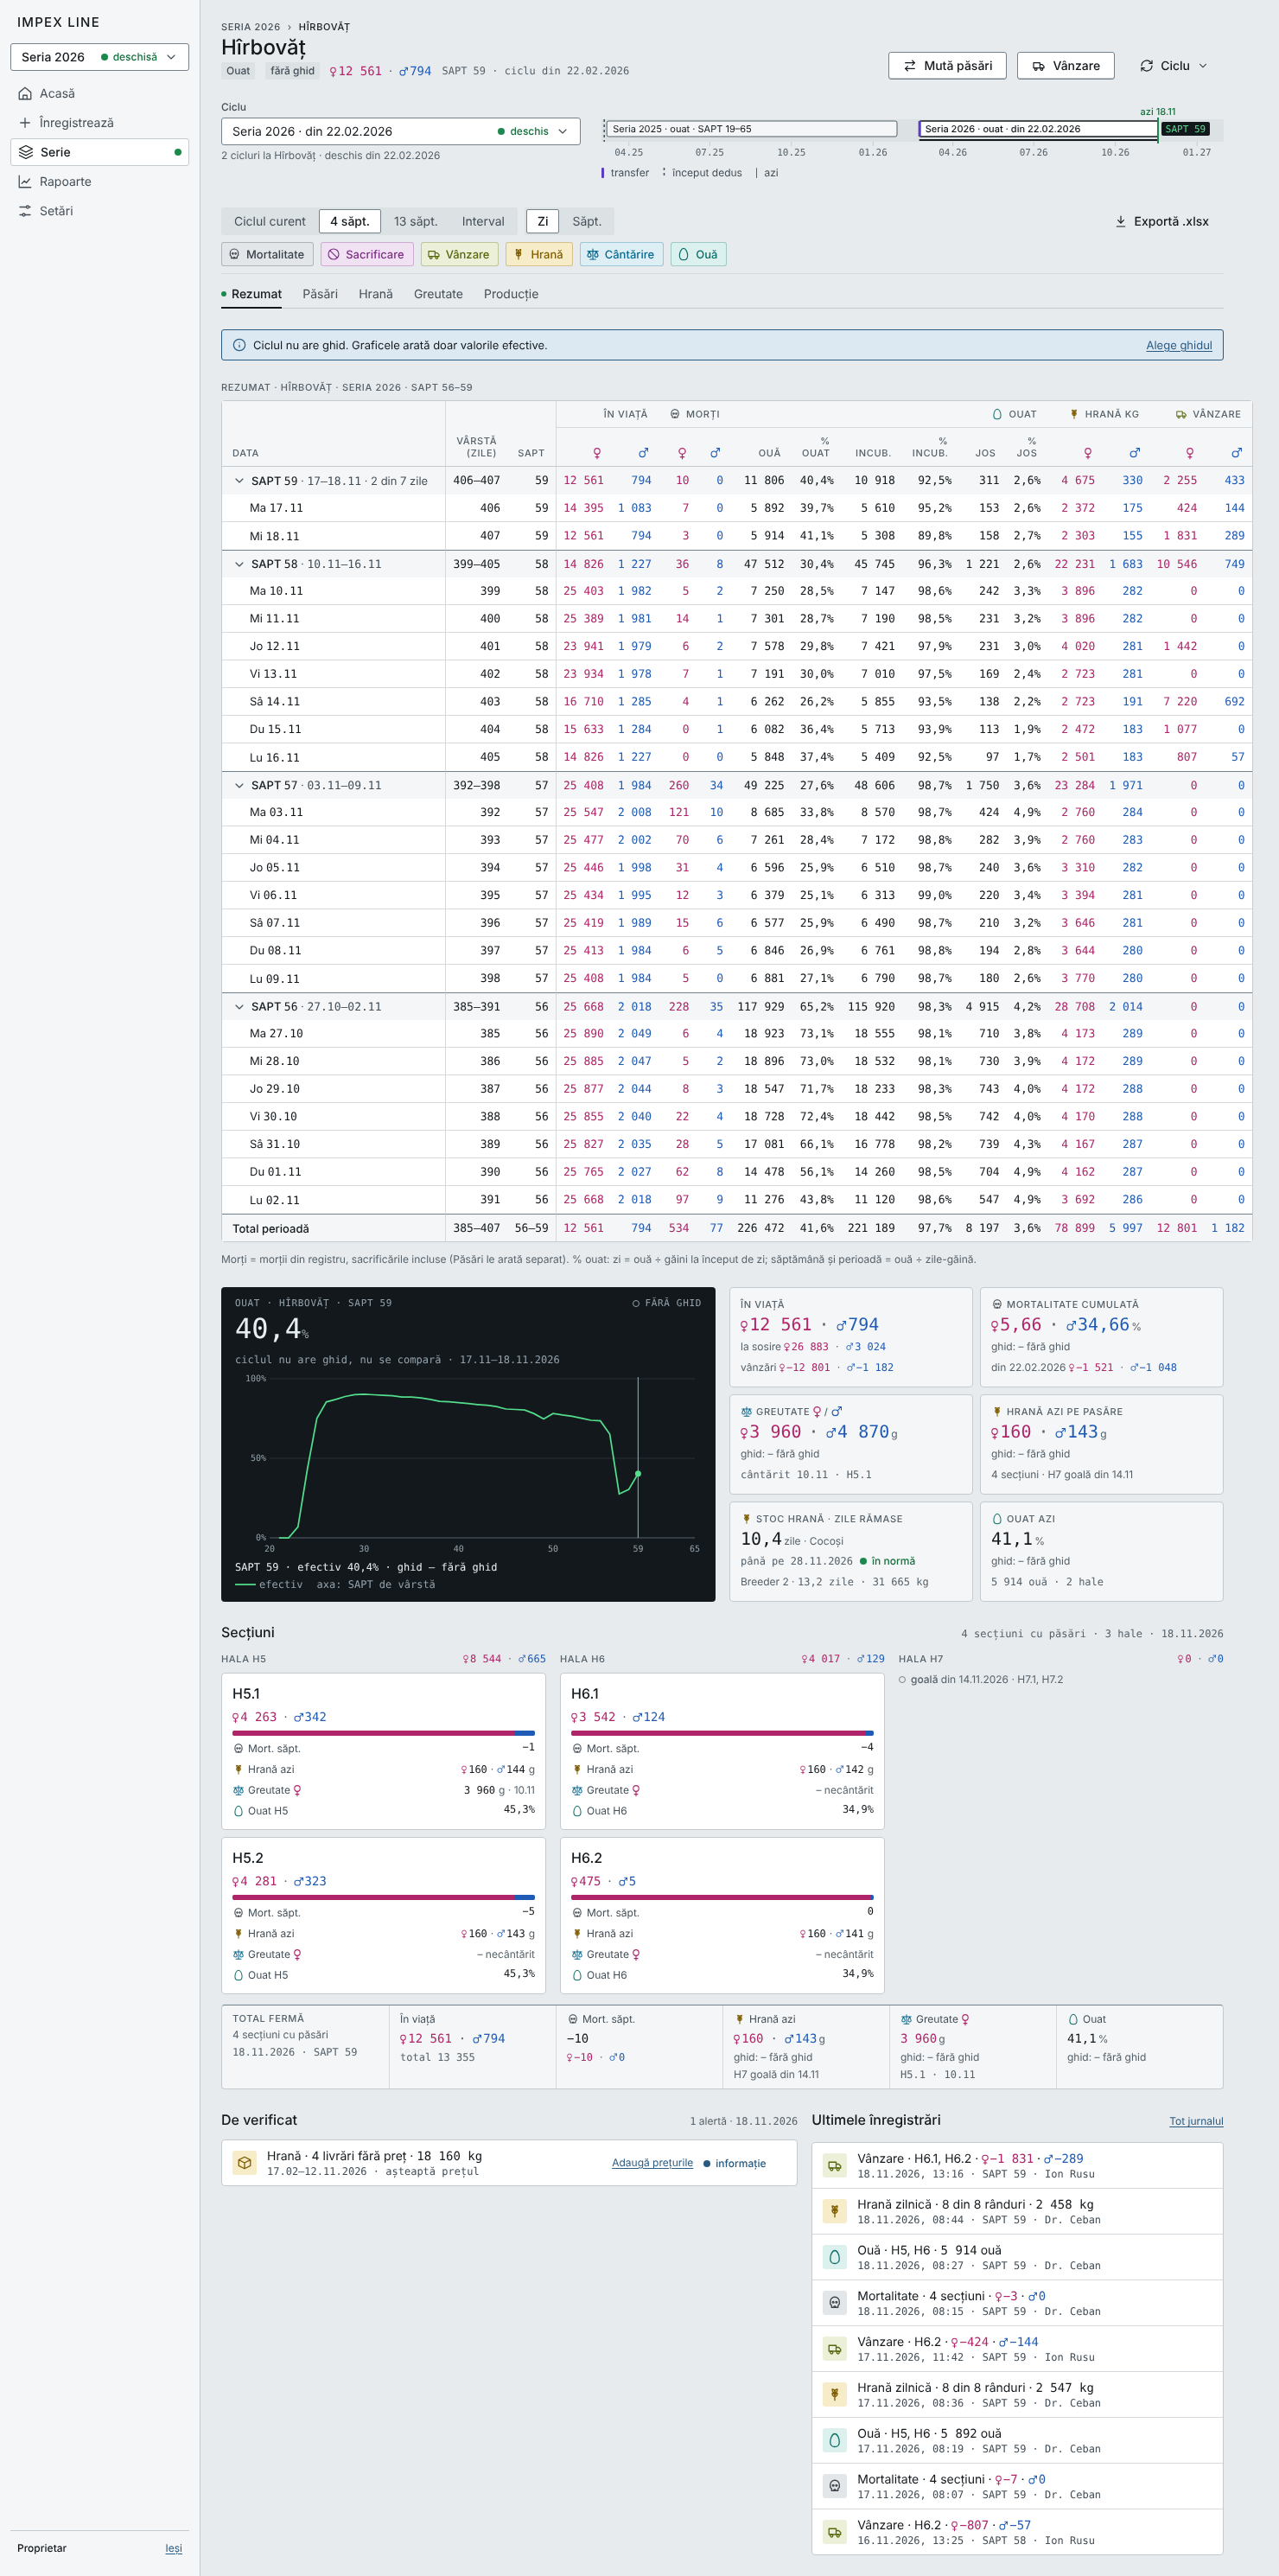 IMPEX LINE
Seria 2026 deschisă
Acasă
Înregistrează
Serie
Rapoarte
Setări
SERIA 2026 › HÎRBOVĂȚ
Hîrbovăț
Ouat fără ghid ♀12 561 · ♂794 SAPT 59 · ciclu din 22.02.2026
Mută păsări Vânzare Ciclu
Ciclu
Seria 2026 · din 22.02.2026 deschis
2 cicluri la Hîrbovăț · deschis din 22.02.2026
azi 18.11
Seria 2025 · ouat · SAPT 19–65 Seria 2026 · ouat · din 22.02.2026 SAPT 59
04.25 07.25 10.25 01.26 04.26 07.26 10.26 01.27
transfer început dedus azi
Ciclul curent 4 săpt. 13 săpt. Interval Zi Săpt. Exportă .xlsx
Mortalitate Sacrificare Vânzare Hrană Cântărire Ouă
Rezumat Păsări Hrană Greutate Producție
Ciclul nu are ghid. Graficele arată doar valorile efective. Alege ghidul
REZUMAT · HÎRBOVĂȚ · SERIA 2026 · SAPT 56–59
ÎN VIAȚĂ MORȚI OUAT HRANĂ KG VÂNZARE
DATA VÂRSTĂ (ZILE) SAPT ♀ ♂ ♀ ♂ OUĂ % OUAT INCUB. % INCUB. JOS % JOS ♀ ♂ ♀ ♂
SAPT 59 · 17–18.11 · 2 din 7 zile 406–407 59 12 561 794 10 0 11 806 40,4% 10 918 92,5% 311 2,6% 4 675 330 2 255 433
Ma 17.11 406 59 14 395 1 083 7 0 5 892 39,7% 5 610 95,2% 153 2,6% 2 372 175 424 144
Mi 18.11 407 59 12 561 794 3 0 5 914 41,1% 5 308 89,8% 158 2,7% 2 303 155 1 831 289
SAPT 58 · 10.11–16.11 399–405 58 14 826 1 227 36 8 47 512 30,4% 45 745 96,3% 1 221 2,6% 22 231 1 683 10 546 749
Ma 10.11 399 58 25 403 1 982 5 2 7 250 28,5% 7 147 98,6% 242 3,3% 3 896 282 0 0
Mi 11.11 400 58 25 389 1 981 14 1 7 301 28,7% 7 190 98,5% 231 3,2% 3 896 282 0 0
Jo 12.11 401 58 23 941 1 979 6 2 7 578 29,8% 7 421 97,9% 231 3,0% 4 020 281 1 442 0
Vi 13.11 402 58 23 934 1 978 7 1 7 191 30,0% 7 010 97,5% 169 2,4% 2 723 281 0 0
Sâ 14.11 403 58 16 710 1 285 4 1 6 262 26,2% 5 855 93,5% 138 2,2% 2 723 191 7 220 692
Du 15.11 404 58 15 633 1 284 0 1 6 082 36,4% 5 713 93,9% 113 1,9% 2 472 183 1 077 0
Lu 16.11 405 58 14 826 1 227 0 0 5 848 37,4% 5 409 92,5% 97 1,7% 2 501 183 807 57
SAPT 57 · 03.11–09.11 392–398 57 25 408 1 984 260 34 49 225 27,6% 48 606 98,7% 1 750 3,6% 23 284 1 971 0 0
Ma 03.11 392 57 25 547 2 008 121 10 8 685 33,8% 8 570 98,7% 424 4,9% 2 760 284 0 0
Mi 04.11 393 57 25 477 2 002 70 6 7 261 28,4% 7 172 98,8% 282 3,9% 2 760 283 0 0
Jo 05.11 394 57 25 446 1 998 31 4 6 596 25,9% 6 510 98,7% 240 3,6% 3 310 282 0 0
Vi 06.11 395 57 25 434 1 995 12 3 6 379 25,1% 6 313 99,0% 220 3,4% 3 394 281 0 0
Sâ 07.11 396 57 25 419 1 989 15 6 6 577 25,9% 6 490 98,7% 210 3,2% 3 646 281 0 0
Du 08.11 397 57 25 413 1 984 6 5 6 846 26,9% 6 761 98,8% 194 2,8% 3 644 280 0 0
Lu 09.11 398 57 25 408 1 984 5 0 6 881 27,1% 6 790 98,7% 180 2,6% 3 770 280 0 0
SAPT 56 · 27.10–02.11 385–391 56 25 668 2 018 228 35 117 929 65,2% 115 920 98,3% 4 915 4,2% 28 708 2 014 0 0
Ma 27.10 385 56 25 890 2 049 6 4 18 923 73,1% 18 555 98,1% 710 3,8% 4 173 289 0 0
Mi 28.10 386 56 25 885 2 047 5 2 18 896 73,0% 18 532 98,1% 730 3,9% 4 172 289 0 0
Jo 29.10 387 56 25 877 2 044 8 3 18 547 71,7% 18 233 98,3% 743 4,0% 4 172 288 0 0
Vi 30.10 388 56 25 855 2 040 22 4 18 728 72,4% 18 442 98,5% 742 4,0% 4 170 288 0 0
Sâ 31.10 389 56 25 827 2 035 28 5 17 081 66,1% 16 778 98,2% 739 4,3% 4 167 287 0 0
Du 01.11 390 56 25 765 2 027 62 8 14 478 56,1% 14 260 98,5% 704 4,9% 4 162 287 0 0
Lu 02.11 391 56 25 668 2 018 97 9 11 276 43,8% 11 120 98,6% 547 4,9% 3 692 286 0 0
Total perioadă 385–407 56–59 12 561 794 534 77 226 472 41,6% 221 189 97,7% 8 197 3,6% 78 899 5 997 12 801 1 182
Morți = morții din registru, sacrificările incluse (Păsări le arată separat). % ouat: zi = ouă ÷ găini la început de zi; săptămână și perioadă = ouă ÷ zile-găină.
OUAT · HÎRBOVĂȚ · SAPT 59 FĂRĂ GHID
40,4%
ciclul nu are ghid, nu se compară · 17.11–18.11.2026
100%
50%
0%
20 30 40 50 59 65
SAPT 59 · efectiv 40,4% · ghid – fără ghid
efectiv axa: SAPT de vârstă
ÎN VIAȚĂ
♀12 561 · ♂794
la sosire ♀26 883 · ♂3 024
vânzări ♀−12 801 · ♂−1 182
MORTALITATE CUMULATĂ
♀5,66 · ♂34,66%
ghid: – fără ghid
din 22.02.2026 ♀−1 521 · ♂−1 048
GREUTATE ♀ / ♂
♀3 960 · ♂4 870 g
ghid: – fără ghid
cântărit 10.11 · H5.1
HRANĂ AZI PE PASĂRE
♀160 · ♂143 g
ghid: – fără ghid
4 secțiuni · H7 goală din 14.11
STOC HRANĂ · ZILE RĂMASE
10,4 zile · Cocoși
până pe 28.11.2026 în normă
Breeder 2 · 13,2 zile · 31 665 kg
OUAT AZI
41,1%
ghid: – fără ghid
5 914 ouă · 2 hale
Secțiuni 4 secțiuni cu păsări · 3 hale · 18.11.2026
HALA H5 ♀8 544 · ♂665
H5.1
♀4 263 · ♂342
Mort. săpt. −1
Hrană azi ♀160 · ♂144 g
Greutate ♀ 3 960 g · 10.11
Ouat H5 45,3%
H5.2
♀4 281 · ♂323
Mort. săpt. −5
Hrană azi ♀160 · ♂143 g
Greutate ♀ – necântărit
Ouat H5 45,3%
HALA H6 ♀4 017 · ♂129
H6.1
♀3 542 · ♂124
Mort. săpt. −4
Hrană azi ♀160 · ♂142 g
Greutate ♀ – necântărit
Ouat H6 34,9%
H6.2
♀475 · ♂5
Mort. săpt. 0
Hrană azi ♀160 · ♂141 g
Greutate ♀ – necântărit
Ouat H6 34,9%
HALA H7 ♀0 · ♂0
goală din 14.11.2026 · H7.1, H7.2
TOTAL FERMĂ
4 secțiuni cu păsări
18.11.2026 · SAPT 59
În viață
♀12 561 · ♂794
total 13 355
Mort. săpt.
−10
♀−10 · ♂0
Hrană azi
♀160 · ♂143 g
ghid: – fără ghid
H7 goală din 14.11
Greutate ♀
3 960 g
ghid: – fără ghid
H5.1 · 10.11
Ouat
41,1%
ghid: – fără ghid
De verificat 1 alertă · 18.11.2026
Hrană · 4 livrări fără preț · 18 160 kg
17.02–12.11.2026 · așteaptă prețul
Adaugă prețurile informație
Ultimele înregistrări Tot jurnalul
Vânzare · H6.1, H6.2 · ♀−1 831 · ♂−289
18.11.2026, 13:16 · SAPT 59 · Ion Rusu
Hrană zilnică · 8 din 8 rânduri · 2 458 kg
18.11.2026, 08:44 · SAPT 59 · Dr. Ceban
Ouă · H5, H6 · 5 914 ouă
18.11.2026, 08:27 · SAPT 59 · Dr. Ceban
Mortalitate · 4 secțiuni · ♀−3 · ♂0
18.11.2026, 08:15 · SAPT 59 · Dr. Ceban
Vânzare · H6.2 · ♀−424 · ♂−144
17.11.2026, 11:42 · SAPT 59 · Ion Rusu
Hrană zilnică · 8 din 8 rânduri · 2 547 kg
17.11.2026, 08:36 · SAPT 59 · Dr. Ceban
Ouă · H5, H6 · 5 892 ouă
17.11.2026, 08:19 · SAPT 59 · Dr. Ceban
Mortalitate · 4 secțiuni · ♀−7 · ♂0
17.11.2026, 08:07 · SAPT 59 · Dr. Ceban
Vânzare · H6.2 · ♀−807 · ♂−57
16.11.2026, 13:25 · SAPT 58 · Ion Rusu
Proprietar Ieși